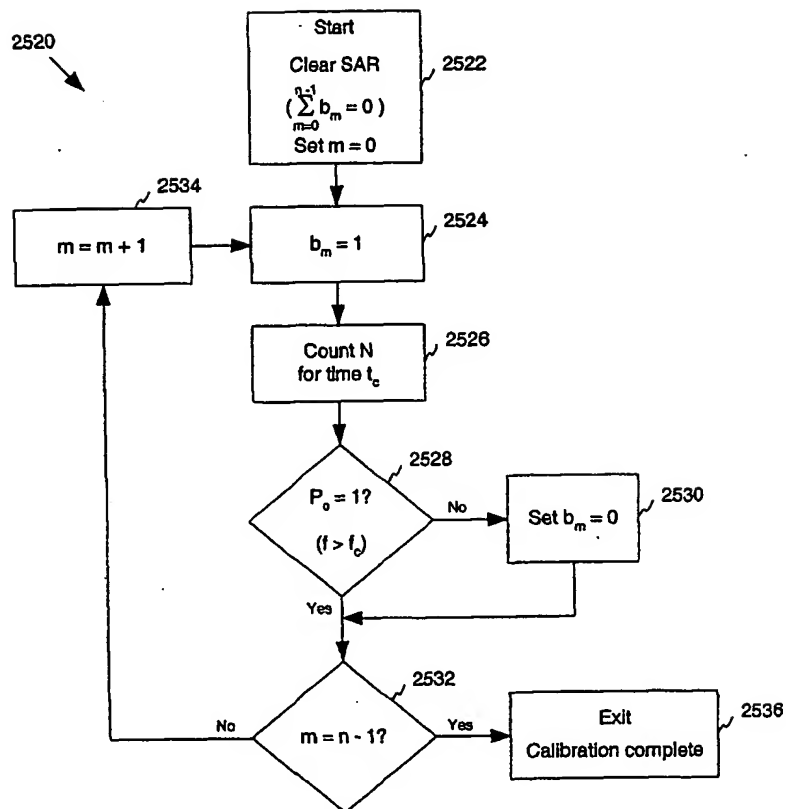 2520
Start
Clear SAR
( n-1 ∑ m=0 b_m = 0 )
Set m = 0
2522
2534
m = m + 1
b_m = 1
2524
Count N
for time t_c
2526
P_o = 1?
(f > f_c)
2528
No
2530
Set b_m = 0
Yes
2532
m = n - 1?
No
Yes
Exit
Calibration complete
2536